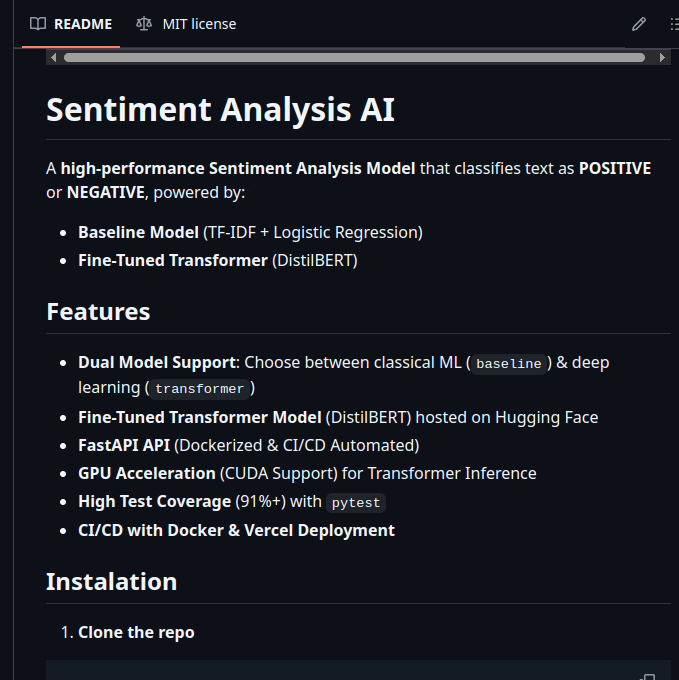 README
MIT license
Sentiment Analysis AI
A high-performance Sentiment Analysis Model that classifies text as POSITIVE
or NEGATIVE, powered by:
• Baseline Model (TF-IDF + Logistic Regression)
• Fine-Tuned Transformer (DistilBERT)
Features
• Dual Model Support: Choose between classical ML ( baseline ) & deep
learning ( transformer )
• Fine-Tuned Transformer Model (DistilBERT) hosted on Hugging Face
• FastAPI API (Dockerized & CI/CD Automated)
• GPU Acceleration (CUDA Support) for Transformer Inference
• High Test Coverage (91%+) with pytest
• CI/CD with Docker & Vercel Deployment
Instalation
1. Clone the repo